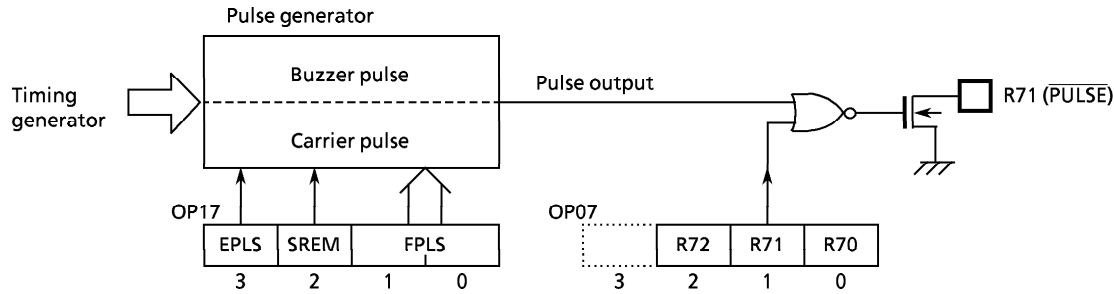 Pulse generator
Timing
generator
Buzzer pulse
Carrier pulse
Pulse output
R71 (PULSE)
OP17
EPLS SREM FPLS
3 2 1 0
OP07
R72 R71 R70
3 2 1 0